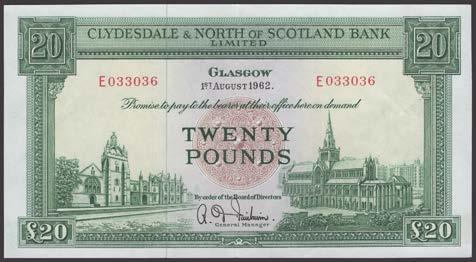 20 CLYDESDALE & NORTH OF SCOTLAND BANK 20
LIMITED
GLASGOW
E033036 E033036
1ST AUGUST 1962.
Promise to pay to the bearer at their office here on demand
TWENTY
POUNDS
By order of the Board of Directors
General Manager
£20 £20